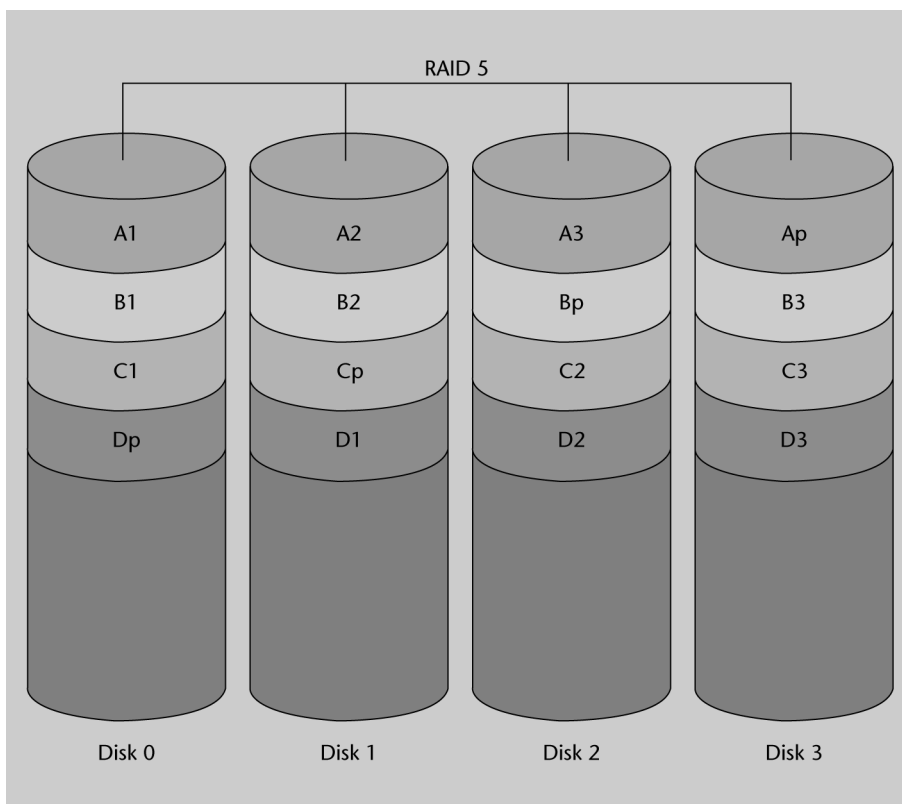 RAID 5
A1 A2 A3 Ap
B1 B2 Bp B3
C1 Cp C2 C3
Dp D1 D2 D3
Disk 0 Disk 1 Disk 2 Disk 3